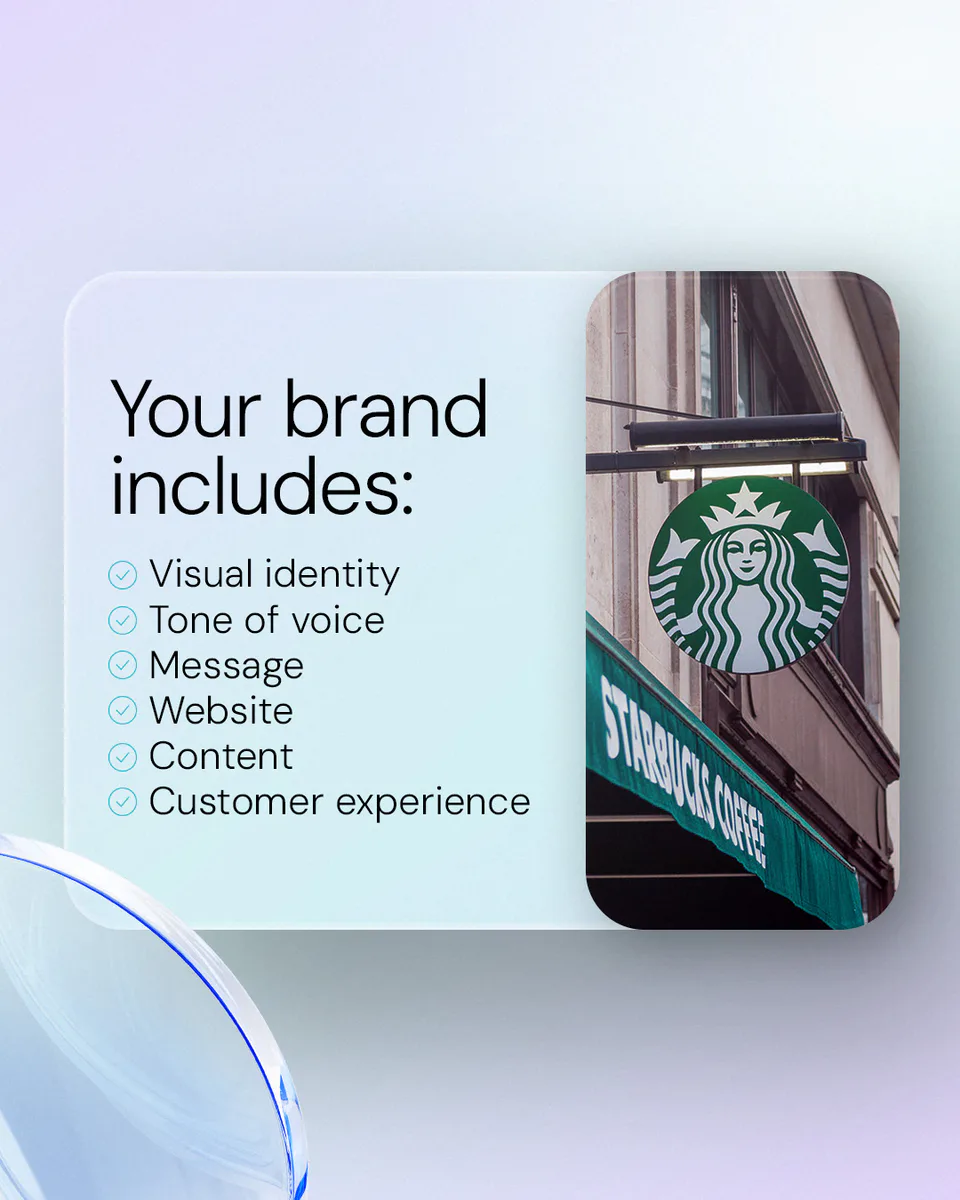 Your brand
includes:
Visual identity
Tone of voice
Message
Website
Content
Customer experience
STARBUCKS COFFEE